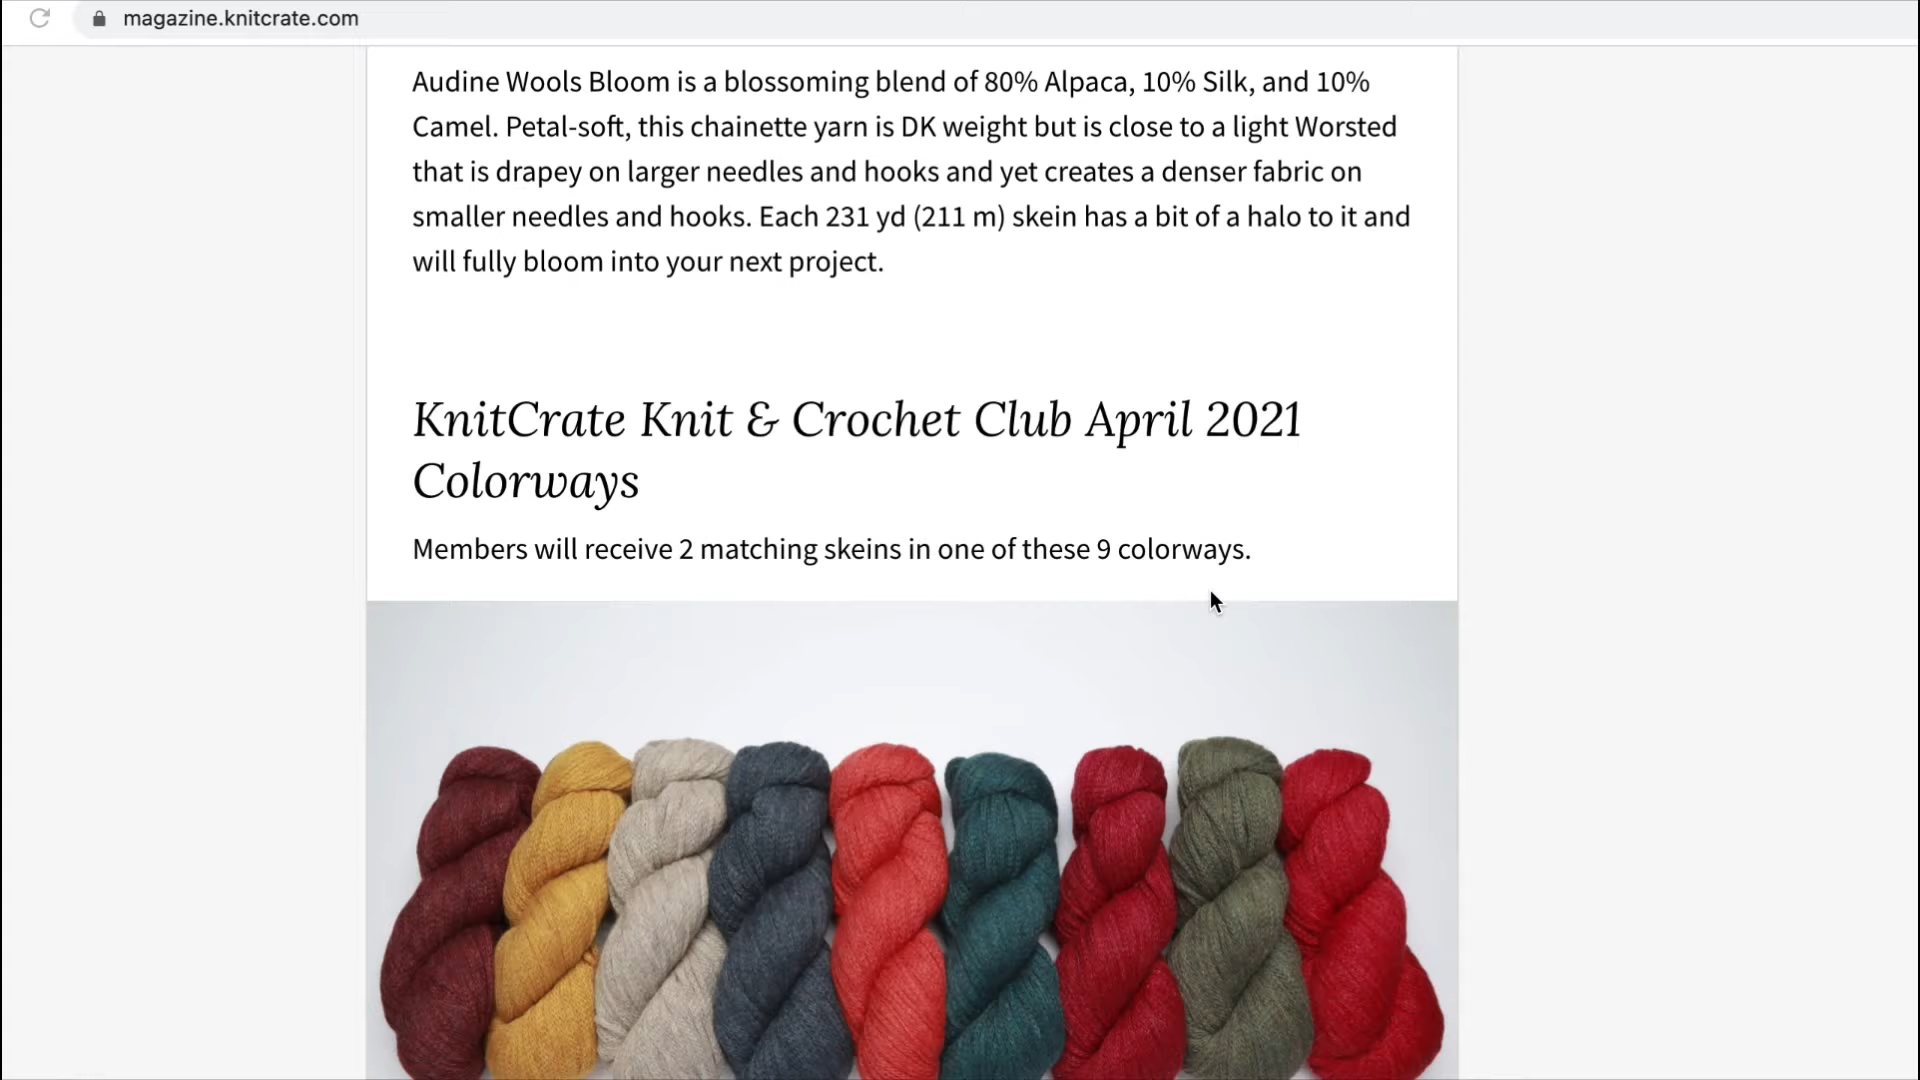 magazine.knitcrate.com
Audine Wools Bloom is a blossoming blend of 80% Alpaca, 10% Silk, and 10%
Camel. Petal-soft, this chainette yarn is DK weight but is close to a light Worsted
that is drapey on larger needles and hooks and yet creates a denser fabric on
smaller needles and hooks. Each 231 yd (211 m) skein has a bit of a halo to it and
will fully bloom into your next project.
KnitCrate Knit & Crochet Club April 2021
Colorways
Members will receive 2 matching skeins in one of these 9 colorways.